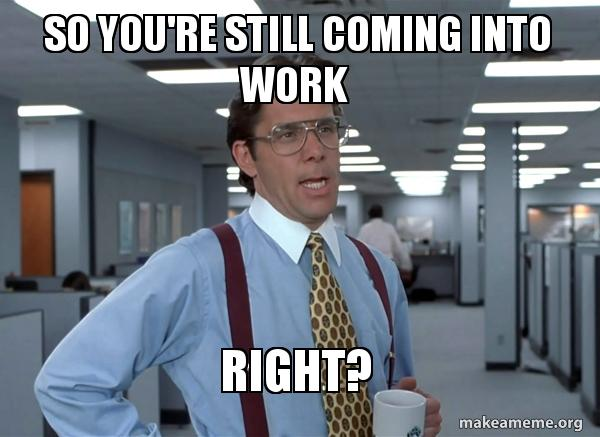 SO YOU'RE STILL COMING INTO
WORK
RIGHT?
makeameme.org